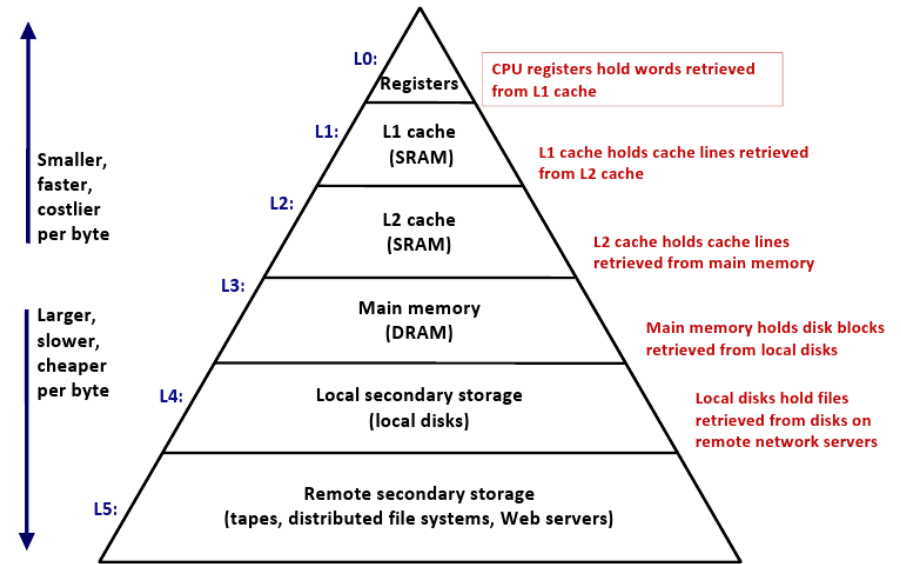 L0:
Registers
CPU registers hold words retrieved
from L1 cache
L1:
L1 cache
(SRAM)
L1 cache holds cache lines retrieved
from L2 cache
Smaller,
faster,
costlier
per byte
L2:
L2 cache
(SRAM)
L2 cache holds cache lines
retrieved from main memory
L3:
Main memory
(DRAM)
Main memory holds disk blocks
retrieved from local disks
Larger,
slower,
cheaper
per byte
L4:
Local secondary storage
(local disks)
Local disks hold files
retrieved from disks on
remote network servers
L5:
Remote secondary storage
(tapes, distributed file systems, Web servers)